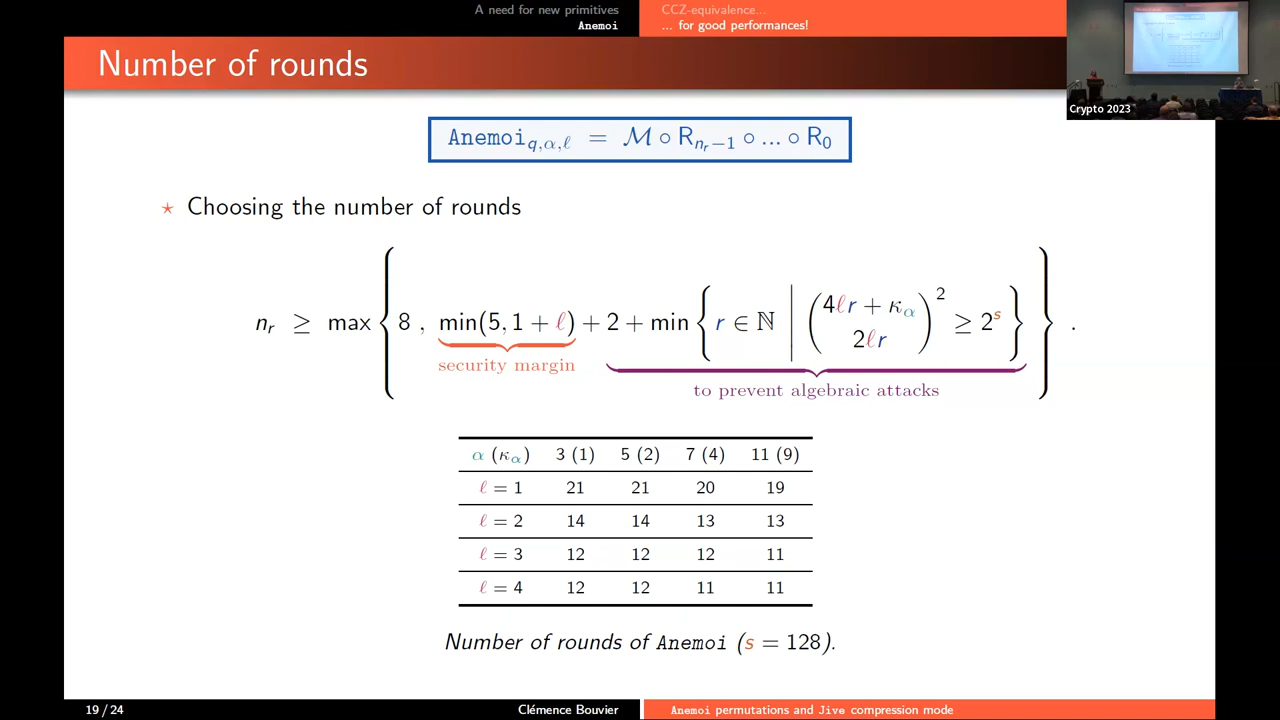 A need for new primitives
Anemoi
CCZ-equivalence...
... for good performances!
Number of rounds
Crypto 2023
Anemoi_{q,α,ℓ} = ℳ ∘ R_{n_r−1} ∘ ... ∘ R_0
⋆ Choosing the number of rounds
n_r ≥ max { 8 , min(5, 1 + ℓ) + 2 + min { r ∈ ℕ | (4ℓr + κ_α 2ℓr)^2 ≥ 2^s } } .
security margin
to prevent algebraic attacks
α (κ_α) 3 (1) 5 (2) 7 (4) 11 (9)
ℓ = 1 21 21 20 19
ℓ = 2 14 14 13 13
ℓ = 3 12 12 12 11
ℓ = 4 12 12 11 11
Number of rounds of Anemoi (s = 128).
19 / 24
Clémence Bouvier
Anemoi permutations and Jive compression mode